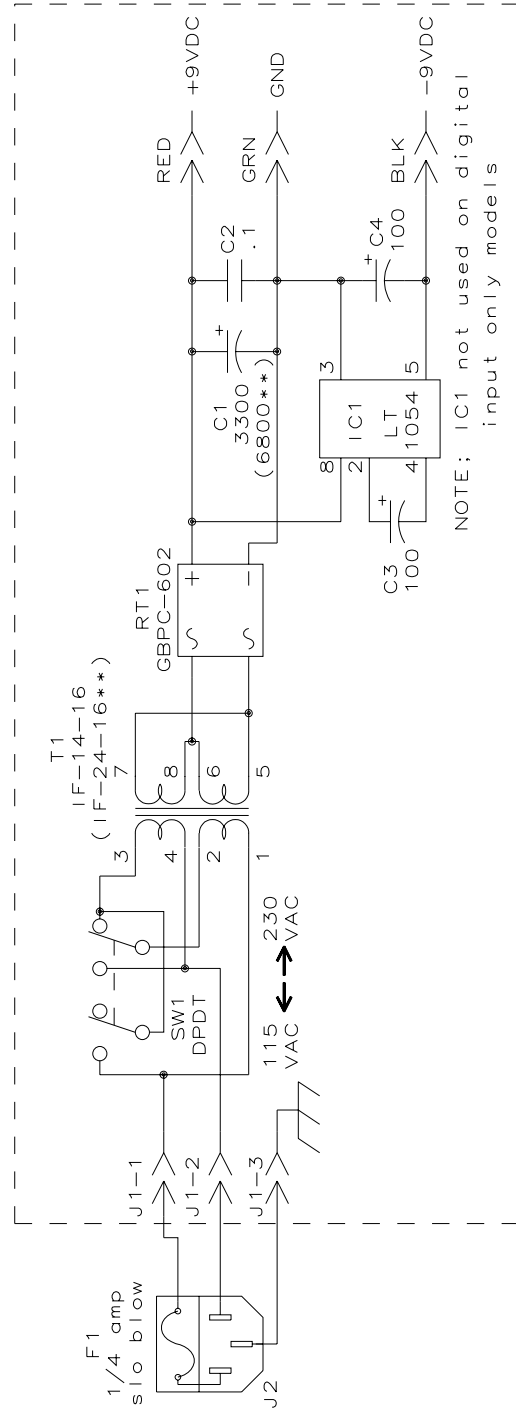 F1
1/4 amp
slo blow
J2
J1-1
J1-2
J1-3
SW1
DPDT
115
VAC
230
VAC
T1
IF-14-16
(IF-24-16**)
3
4
2
1
7
8
6
5
RT1
GBPC-602
+
-
C1
3300
(6800**)
+
C2
.1
RED
+9VDC
GRN
GND
BLK
-9VDC
C3
100
+
8
2
4
IC1
LT
1054
3
5
C4
100
+
NOTE; IC1 not used on digital
input only models